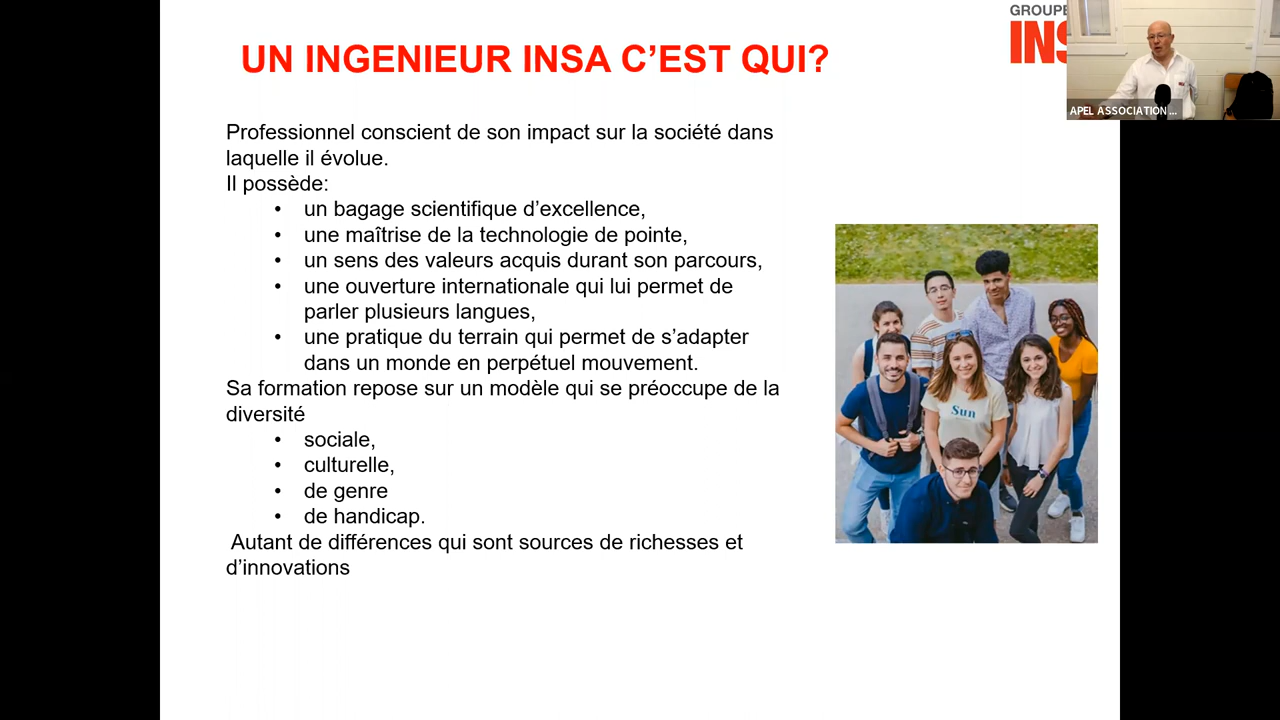 GROUPE
UN INGENIEUR INSA C’EST QUI?
APEL ASSOCIATION ...
Professionnel conscient de son impact sur la société dans
laquelle il évolue.
Il possède:
• un bagage scientifique d’excellence,
• une maîtrise de la technologie de pointe,
• un sens des valeurs acquis durant son parcours,
• une ouverture internationale qui lui permet de
parler plusieurs langues,
• une pratique du terrain qui permet de s’adapter
dans un monde en perpétuel mouvement.
Sa formation repose sur un modèle qui se préoccupe de la
diversité
• sociale,
• culturelle,
• de genre
• de handicap.
Autant de différences qui sont sources de richesses et
d’innovations
Sun